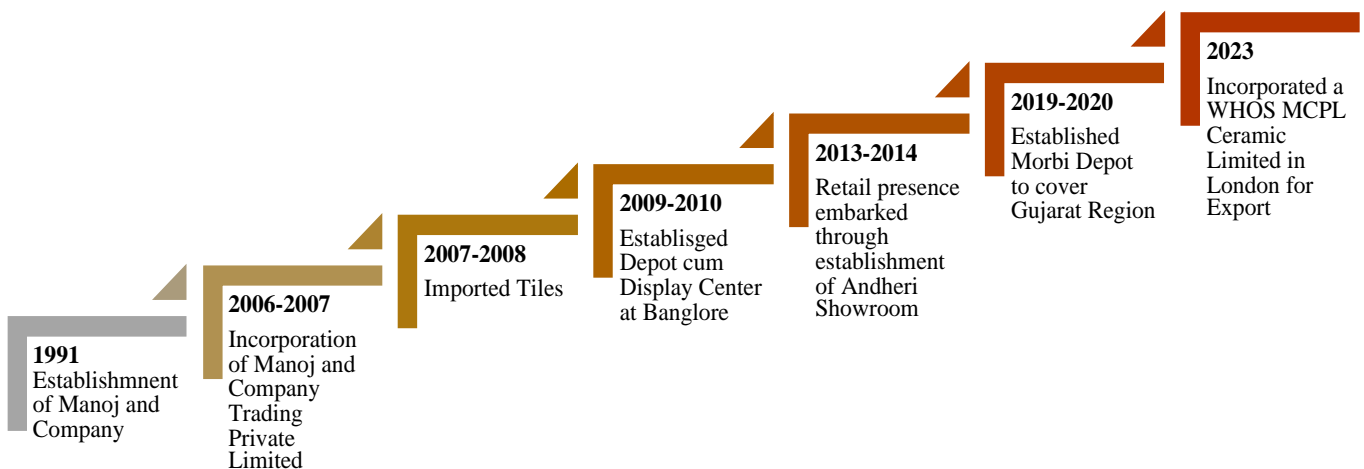 1991
Establishmnent
of Manoj and
Company
2006-2007
Incorporation
of Manoj and
Company
Trading
Private
Limited
2007-2008
Imported Tiles
2009-2010
Establisged
Depot cum
Display Center
at Banglore
2013-2014
Retail presence
embarked
through
establishment
of Andheri
Showroom
2019-2020
Established
Morbi Depot
to cover
Gujarat Region
2023
Incorporated a
WHOS MCPL
Ceramic
Limited in
London for
Export